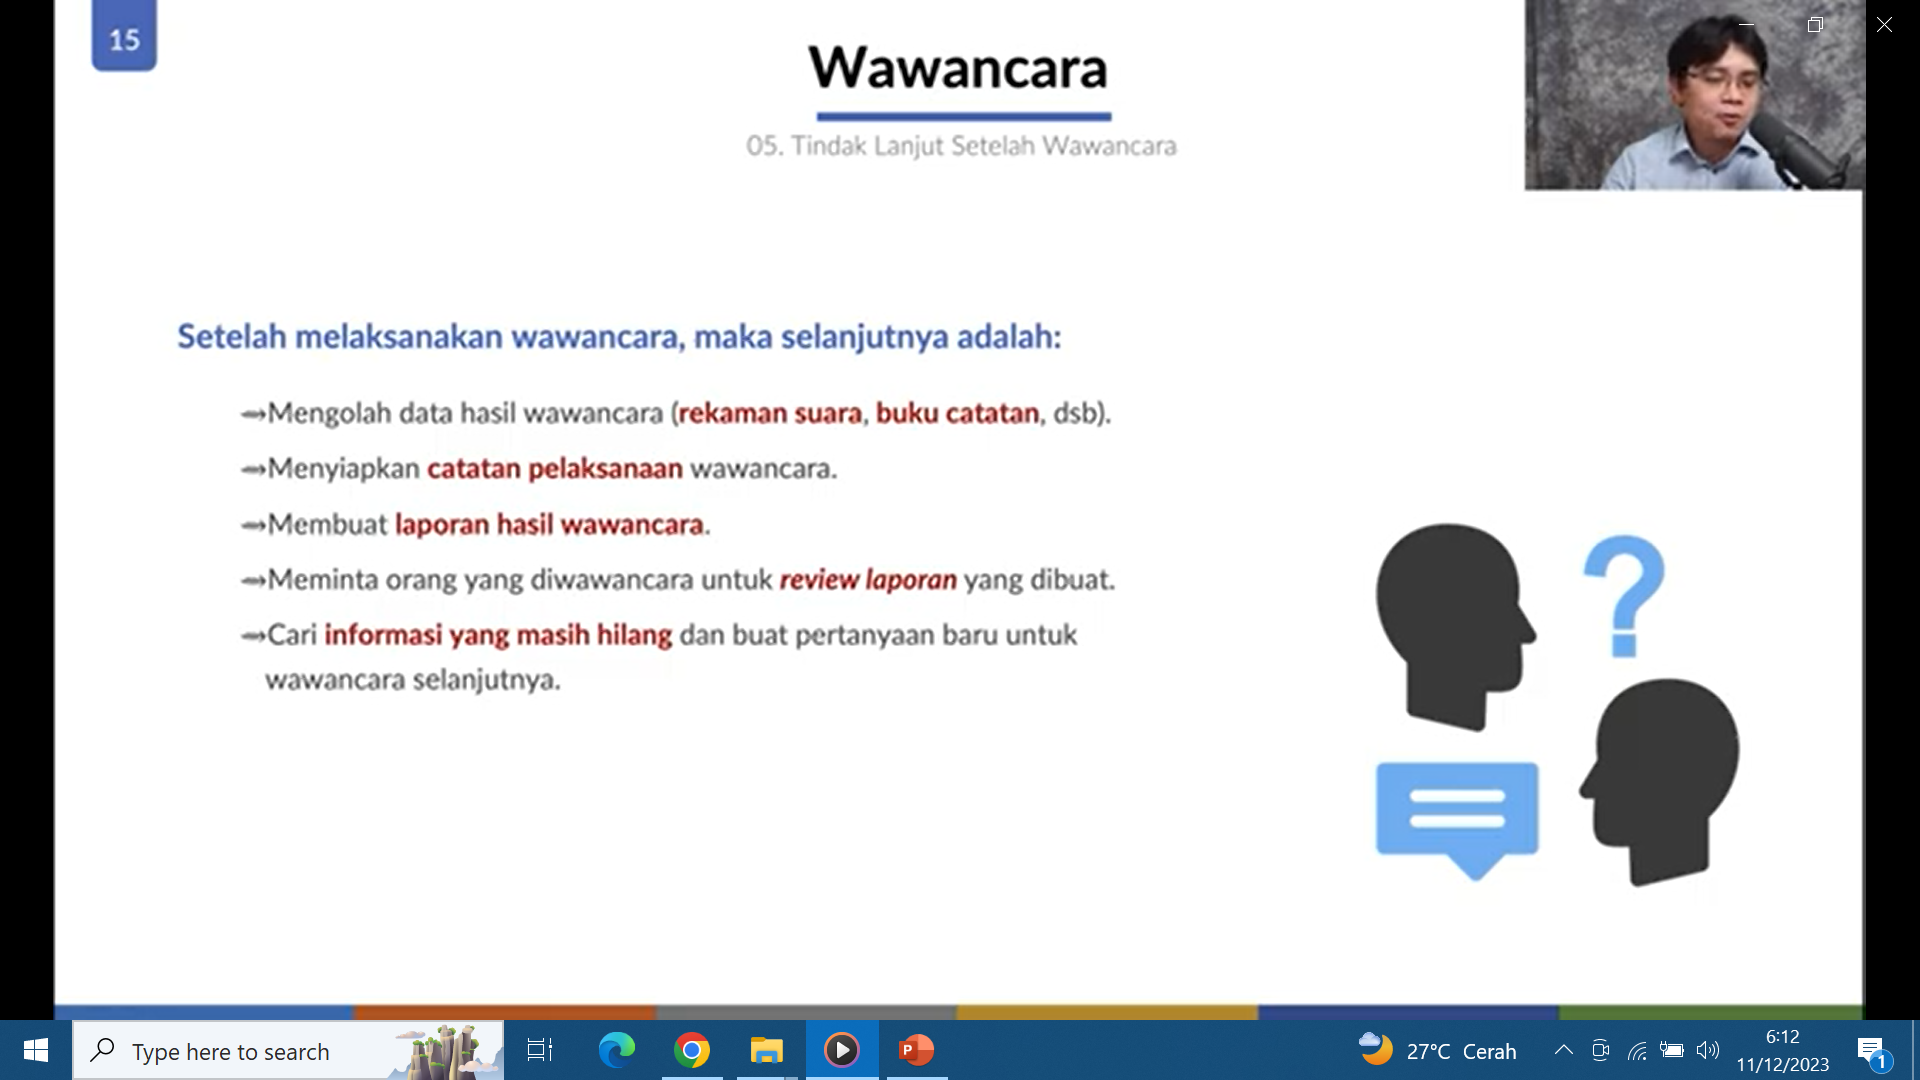 15
Wawancara
05. Tindak Lanjut Setelah Wawancara
Setelah melaksanakan wawancara, maka selanjutnya adalah:
⇝Mengolah data hasil wawancara (rekaman suara, buku catatan, dsb).
⇝Menyiapkan catatan pelaksanaan wawancara.
⇝Membuat laporan hasil wawancara.
⇝Meminta orang yang diwawancara untuk review laporan yang dibuat.
⇝Cari informasi yang masih hilang dan buat pertanyaan baru untuk
wawancara selanjutnya.
?
Type here to search
P
27°C Cerah
6:12
11/12/2023
1